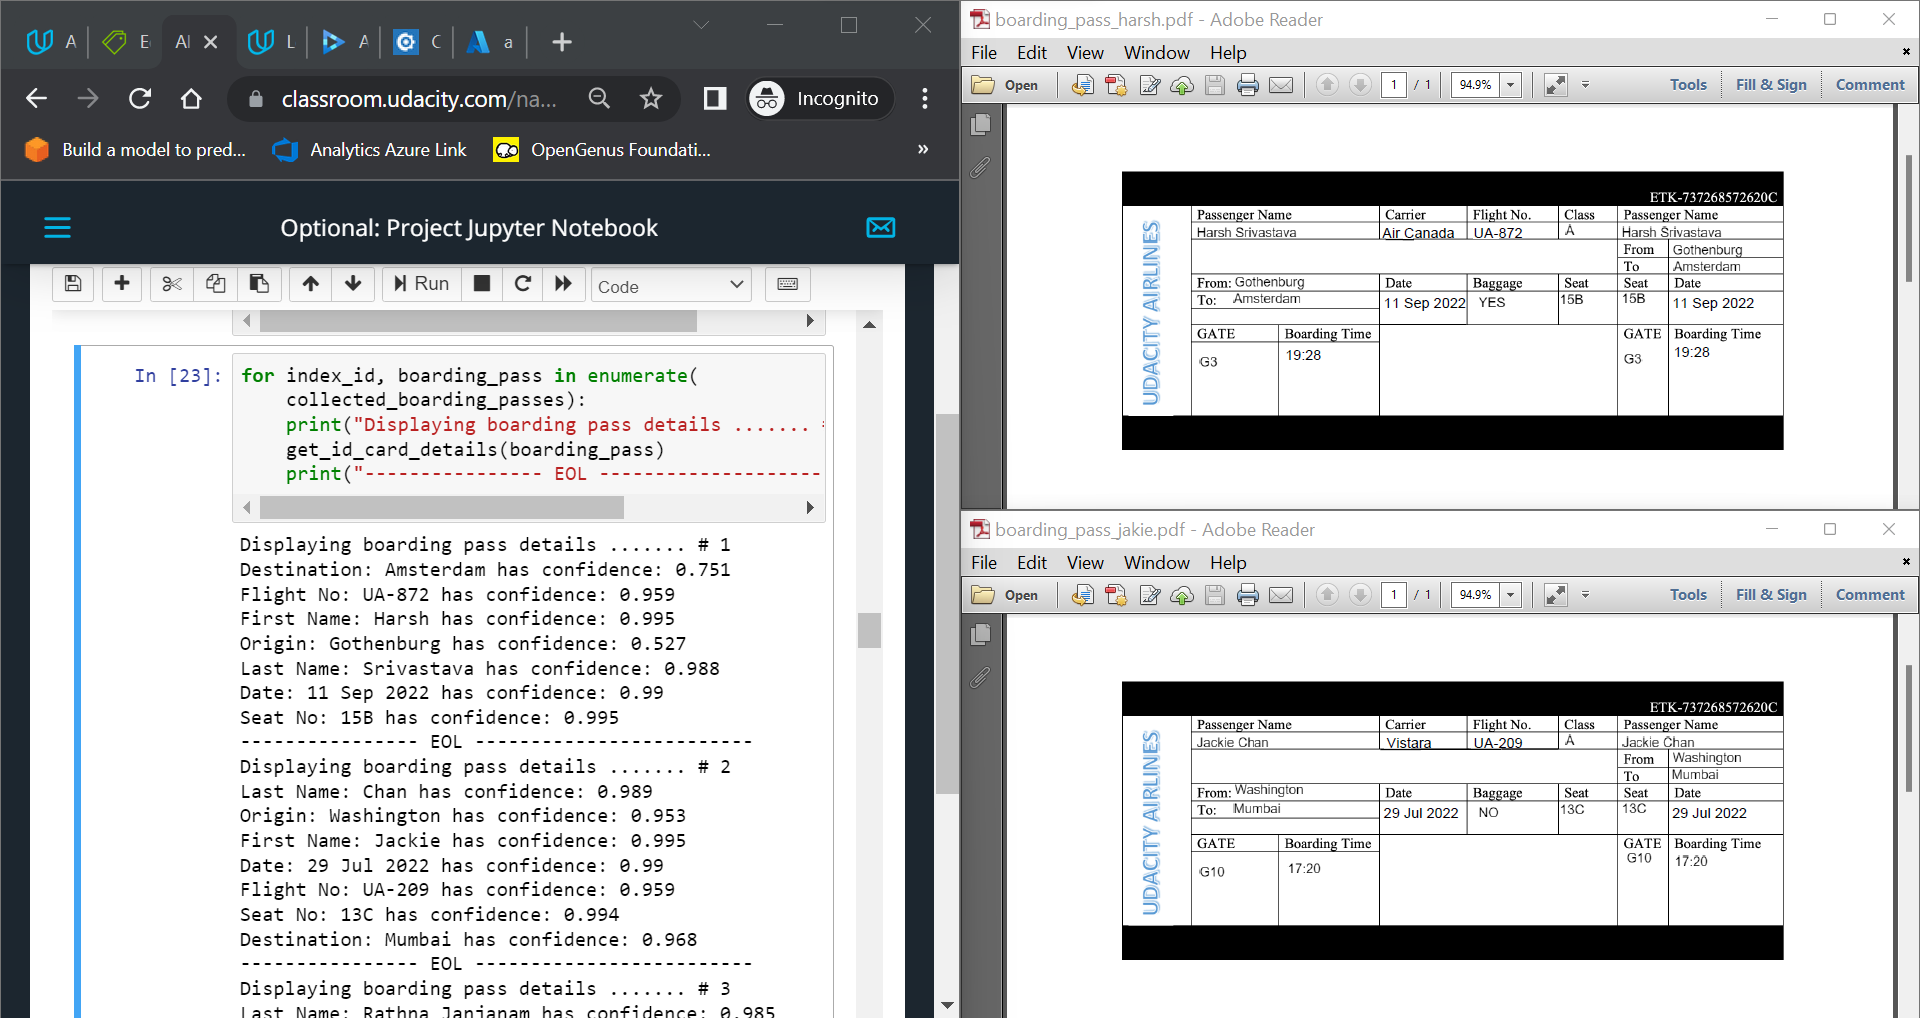 A
E
Al
L
A
C
a
classroom.udacity.com/na...
Incognito
Build a model to pred...
Analytics Azure Link
OpenGenus Foundati...
»
Optional: Project Jupyter Notebook
Run
Code
In [23]:
for index_id, boarding_pass in enumerate(
collected_boarding_passes):
print("Displaying boarding pass details .......
get_id_card_details(boarding_pass)
print("---------------- EOL --------------------
Displaying boarding pass details ....... # 1
Destination: Amsterdam has confidence: 0.751
Flight No: UA-872 has confidence: 0.959
First Name: Harsh has confidence: 0.995
Origin: Gothenburg has confidence: 0.527
Last Name: Srivastava has confidence: 0.988
Date: 11 Sep 2022 has confidence: 0.99
Seat No: 15B has confidence: 0.995
---------------- EOL -------------------------
Displaying boarding pass details ....... # 2
Last Name: Chan has confidence: 0.989
Origin: Washington has confidence: 0.953
First Name: Jackie has confidence: 0.995
Date: 29 Jul 2022 has confidence: 0.99
Flight No: UA-209 has confidence: 0.959
Seat No: 13C has confidence: 0.994
Destination: Mumbai has confidence: 0.968
---------------- EOL -------------------------
Displaying boarding pass details ....... # 3
Last Name: Rathna Janjanam has confidence: 0.985
boarding_pass_harsh.pdf - Adobe Reader
File Edit View Window Help
Open 1 / 1 94.9% Tools Fill & Sign Comment
ETK-737268572620C
UDACITY AIRLINES
Passenger Name Carrier Flight No. Class Passenger Name
Harsh Srivastava Air Canada UA-872 A Harsh Srivastava
From Gothenburg
To Amsterdam
From: Gothenburg Date Baggage Seat Seat Date
To: Amsterdam 11 Sep 2022 YES 15B 15B 11 Sep 2022
GATE Boarding Time GATE Boarding Time
G3 19:28 G3 19:28
boarding_pass_jakie.pdf - Adobe Reader
File Edit View Window Help
Open 1 / 1 94.9% Tools Fill & Sign Comment
ETK-737268572620C
UDACITY AIRLINES
Passenger Name Carrier Flight No. Class Passenger Name
Jackie Chan Vistara UA-209 A Jackie Chan
From Washington
To Mumbai
From: Washington Date Baggage Seat Seat Date
To: Mumbai 29 Jul 2022 NO 13C 13C 29 Jul 2022
GATE Boarding Time GATE Boarding Time
G10 17:20 G10 17:20